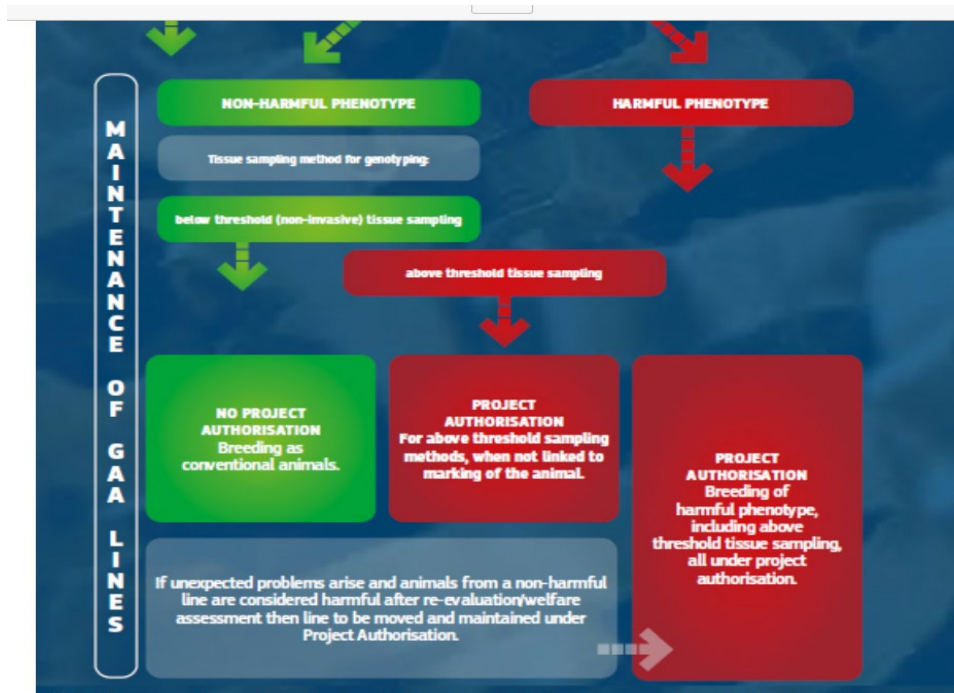 NON-HARMFUL PHENOTYPE
HARMFUL PHENOTYPE
Tissue sampling method for genotyping:
below threshold (non-invasive) tissue sampling
above threshold tissue sampling
MAINTENANCE OF GAA LINES
NO PROJECT
AUTHORISATION
Breeding as
conventional animals.
PROJECT
AUTHORISATION
For above threshold sampling
methods, when not linked to
marking of the animal.
PROJECT
AUTHORISATION
Breeding of
harmful phenotype,
including above
threshold tissue sampling,
all under project
authorisation.
If unexpected problems arise and animals from a non-harmful
line are considered harmful after re-evaluation/welfare
assessment then line to be moved and maintained under
Project Authorisation.